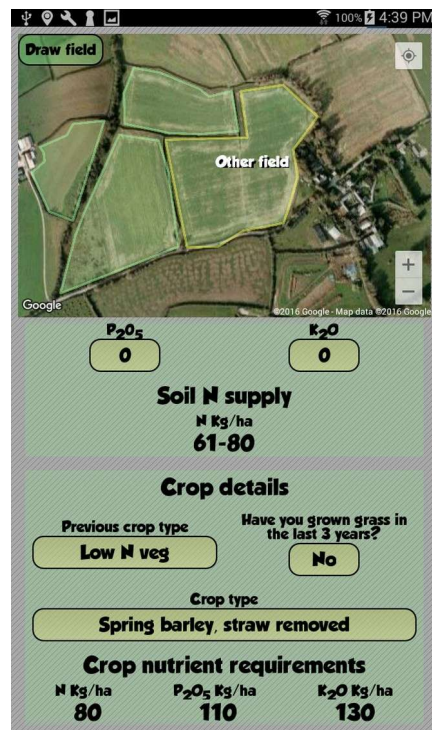 100% 4:39 PM
Draw field
Other field
+
−
Google
©2016 Google - Map data ©2016 Google
P₂O₅ K₂O
0 0
Soil N supply
N Kg/ha
61-80
Crop details
Previous crop type Have you grown grass in
the last 3 years?
Low N veg No
Crop type
Spring barley, straw removed
Crop nutrient requirements
N Kg/ha P₂O₅ Kg/ha K₂O Kg/ha
80 110 130